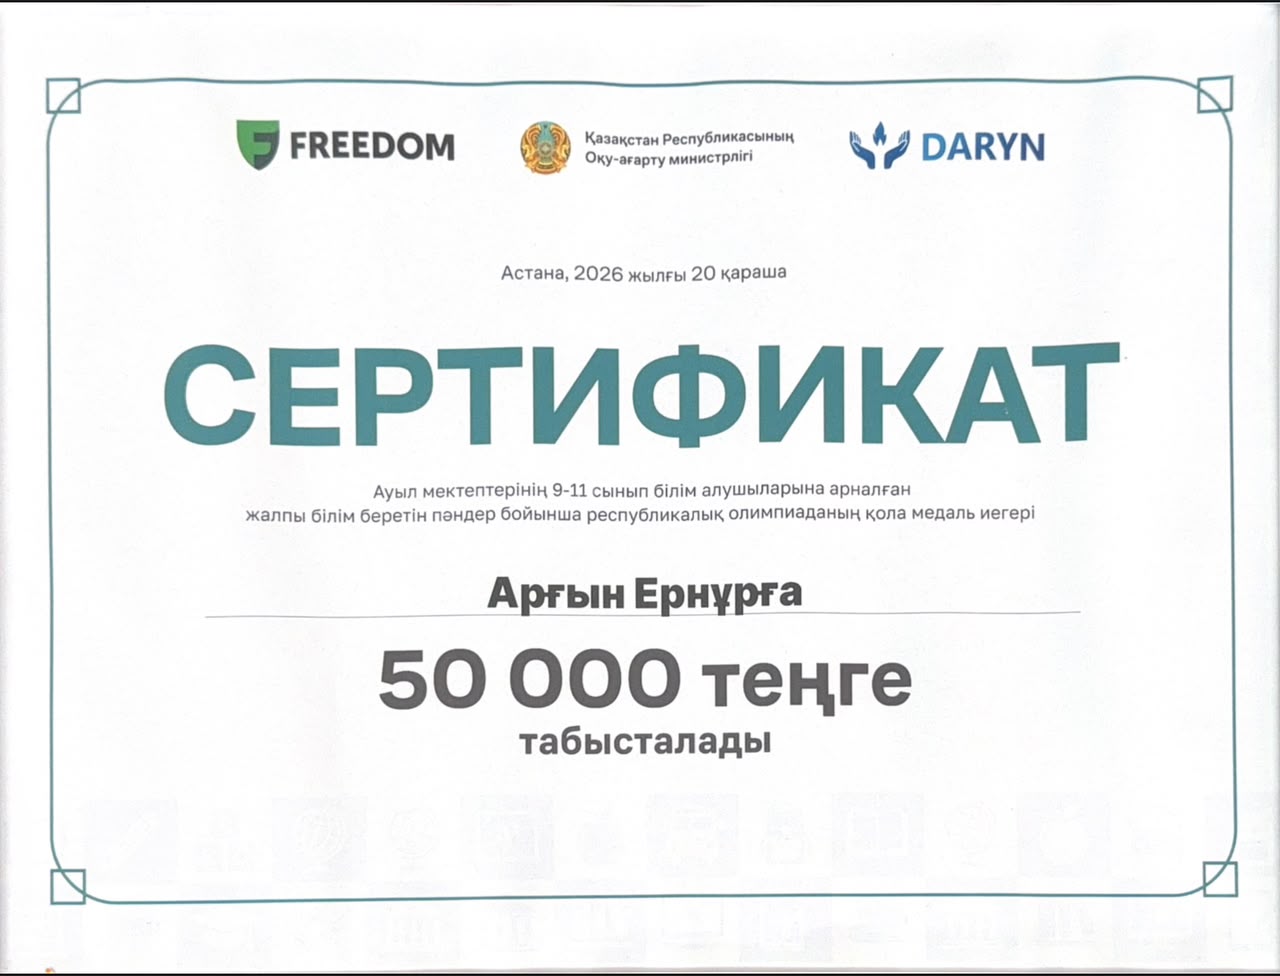 FREEDOM
Қазақстан Республикасының
Оқу-ағарту министрлігі
DARYN
Астана, 2026 жылғы 20 қараша
СЕРТИФИКАТ
Ауыл мектептерінің 9-11 сынып білім алушыларына арналған
жалпы білім беретін пәндер бойынша республикалық олимпиаданың қола медаль иегері
Арғын Ернұрға
50 000 теңге
табысталады